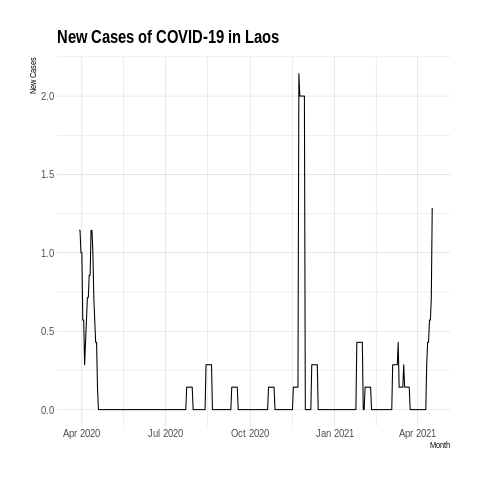 New Cases of COVID-19 in Laos
New Cases
2.0
1.5
1.0
0.5
0.0
Apr 2020 Jul 2020 Oct 2020 Jan 2021 Apr 2021
Month